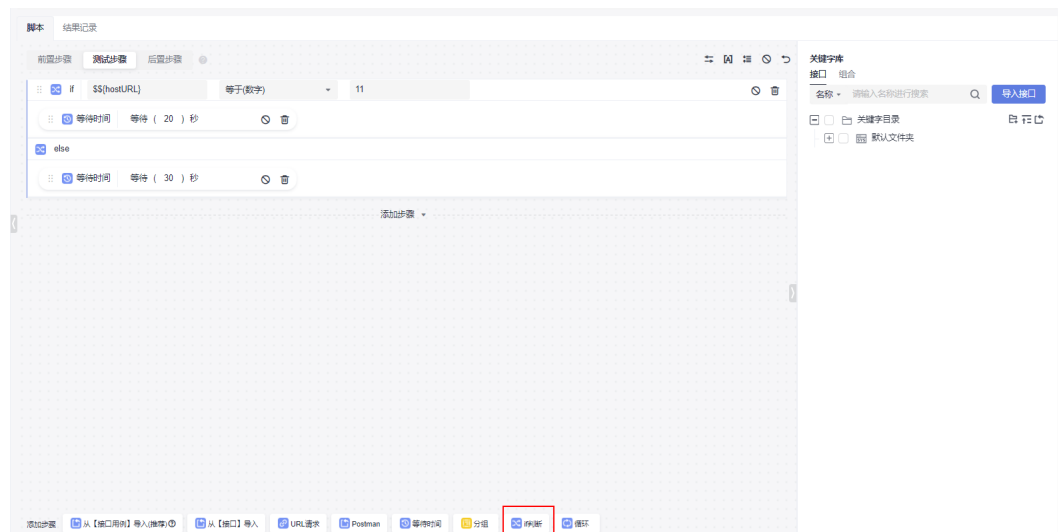 脚本 结果记录
前置步骤 测试步骤 后置步骤
关键字库
接口 组合
if $${hostURL} 等于(数字) 11
名称 请输入名称进行搜索 导入接口
等待时间 等待 ( 20 ) 秒
关键字目录
默认文件夹
else
等待时间 等待 ( 30 ) 秒
添加步骤
添加步骤 从【接口用例】导入(推荐) 从【接口】导入 URL请求 Postman 等待时间 分组 if判断 循环